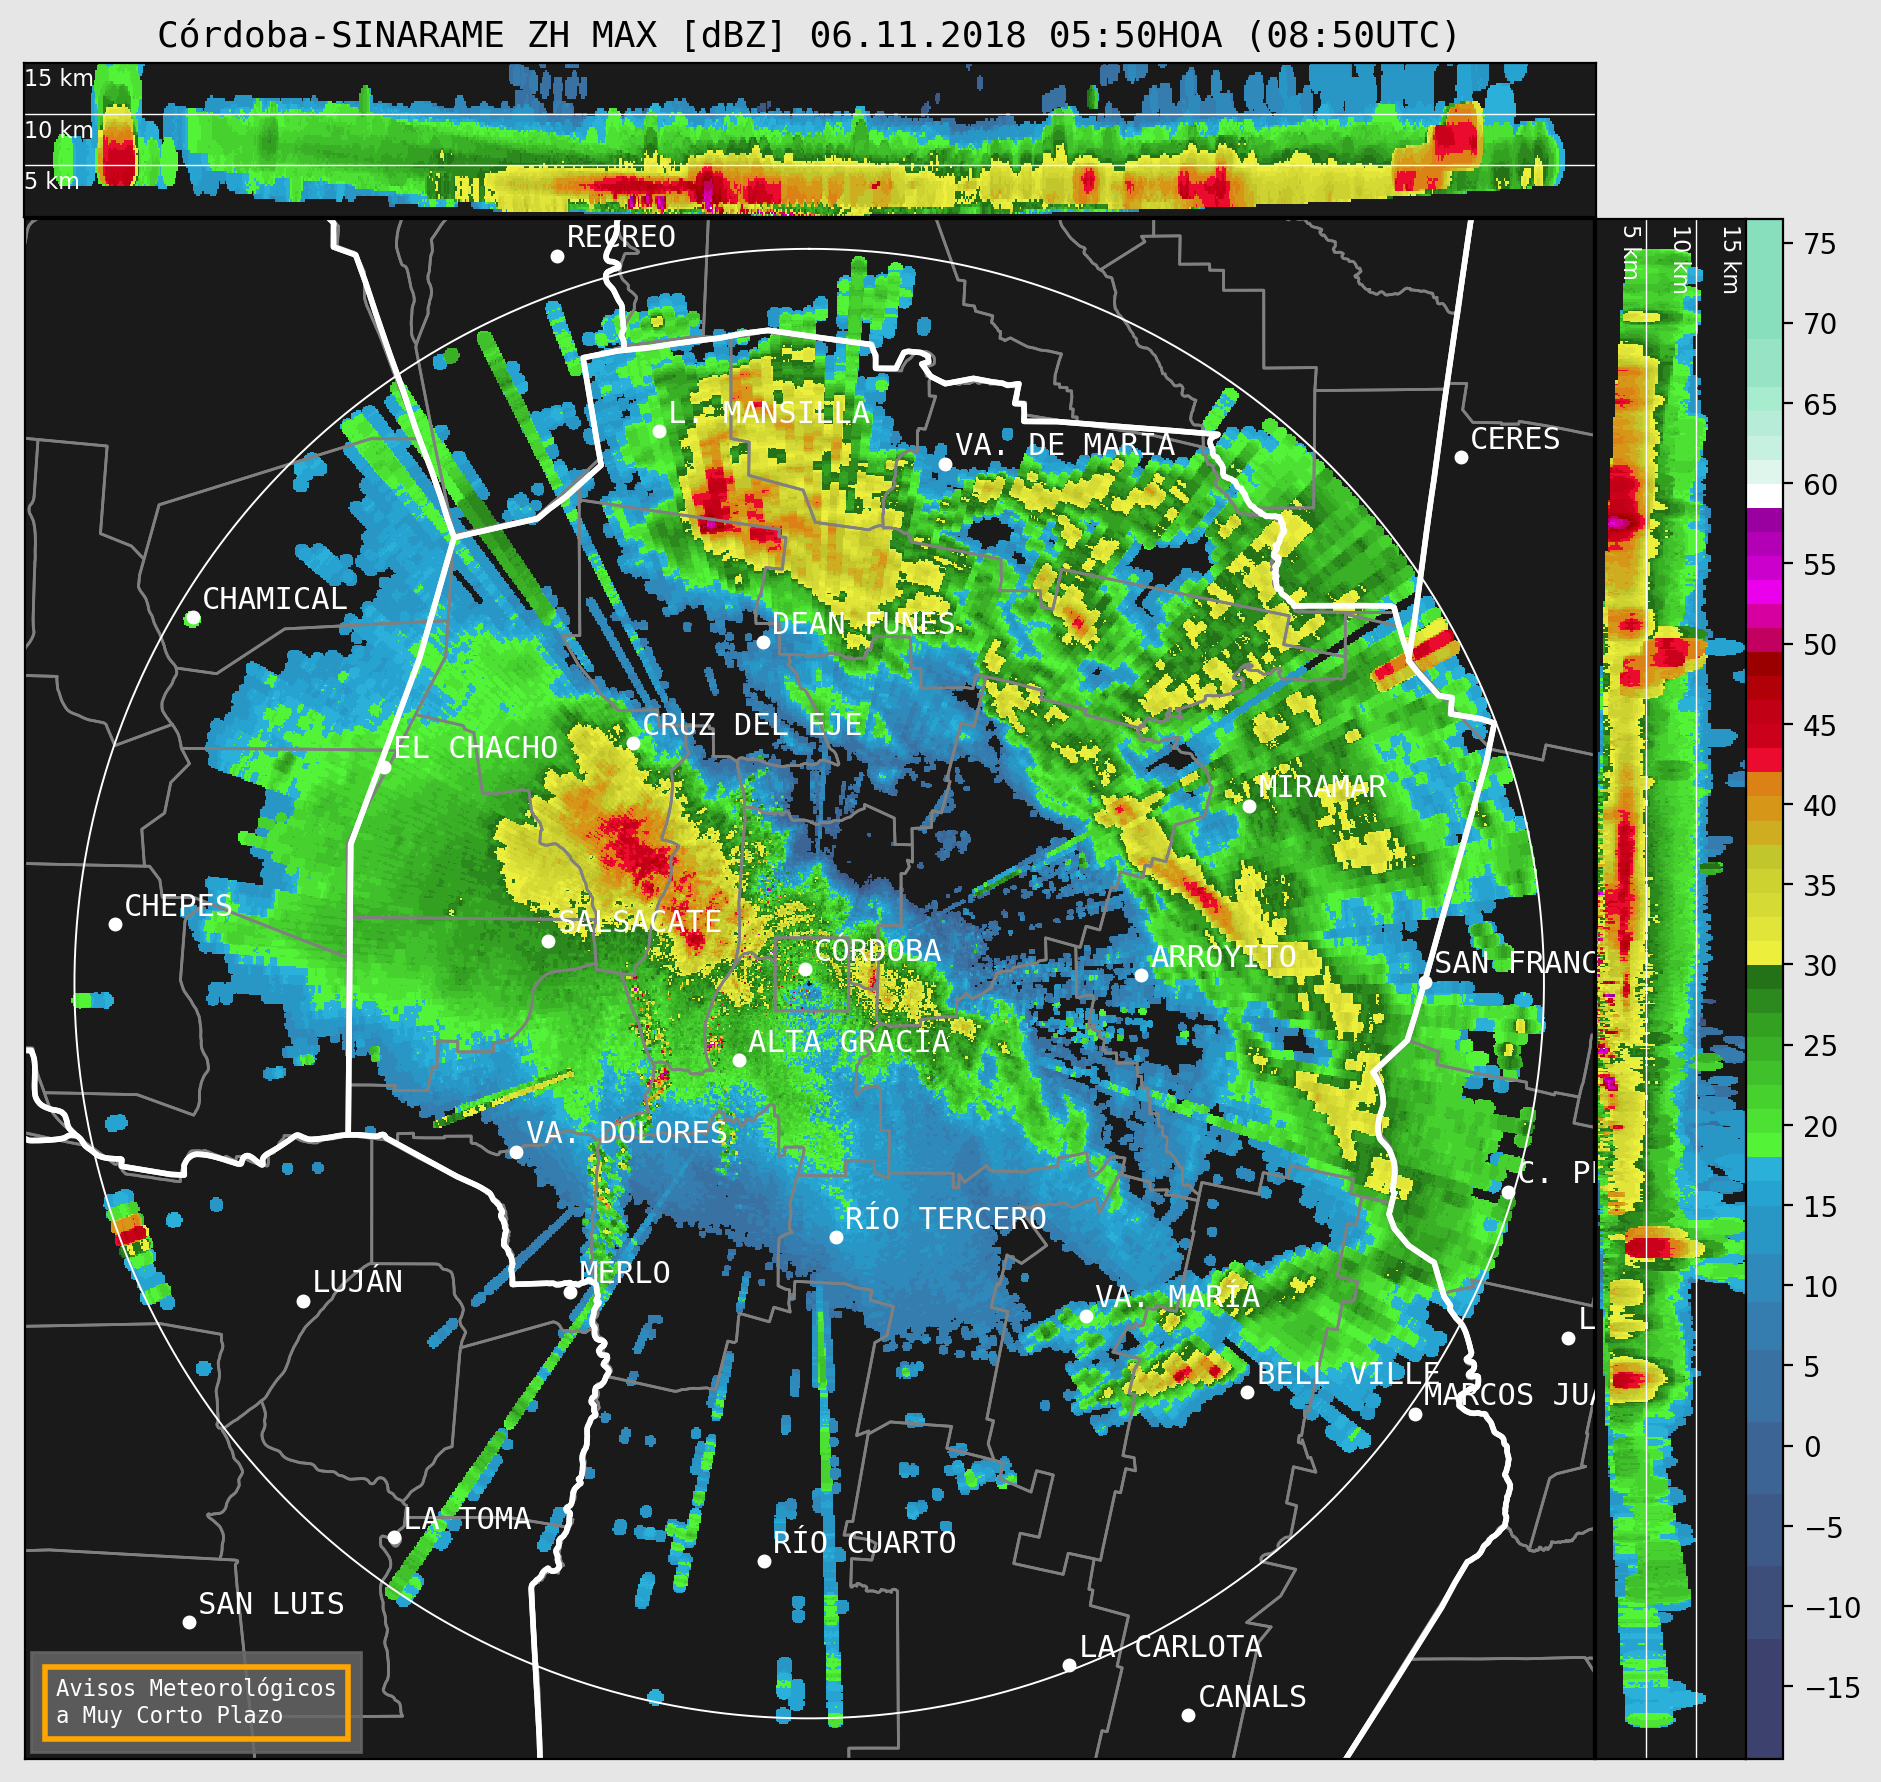 Córdoba-SINARAME ZH MAX [dBZ] 06.11.2018 05:50HOA (08:50UTC)
15 km
10 km
5 km
5 km
10 km
15 km
RECREO
L. MANSILLA
VA. DE MARIA
CERES
CHAMICAL
DEAN FUNES
CRUZ DEL EJE
EL CHACHO
MIRAMAR
CHEPES
SALSACATE
CÓRDOBA
ARROYITO
SAN FRANC
ALTA GRACIA
VA. DOLORES
C. PE
RÍO TERCERO
MERLO
LUJÁN
VA. MARÍA
L
BELL VILLE
MARCOS JUA
LA TOMA
RÍO CUARTO
SAN LUIS
LA CARLOTA
CANALS
Avisos Meteorológicos
a Muy Corto Plazo
75
70
65
60
55
50
45
40
35
30
25
20
15
10
5
0
−5
−10
−15